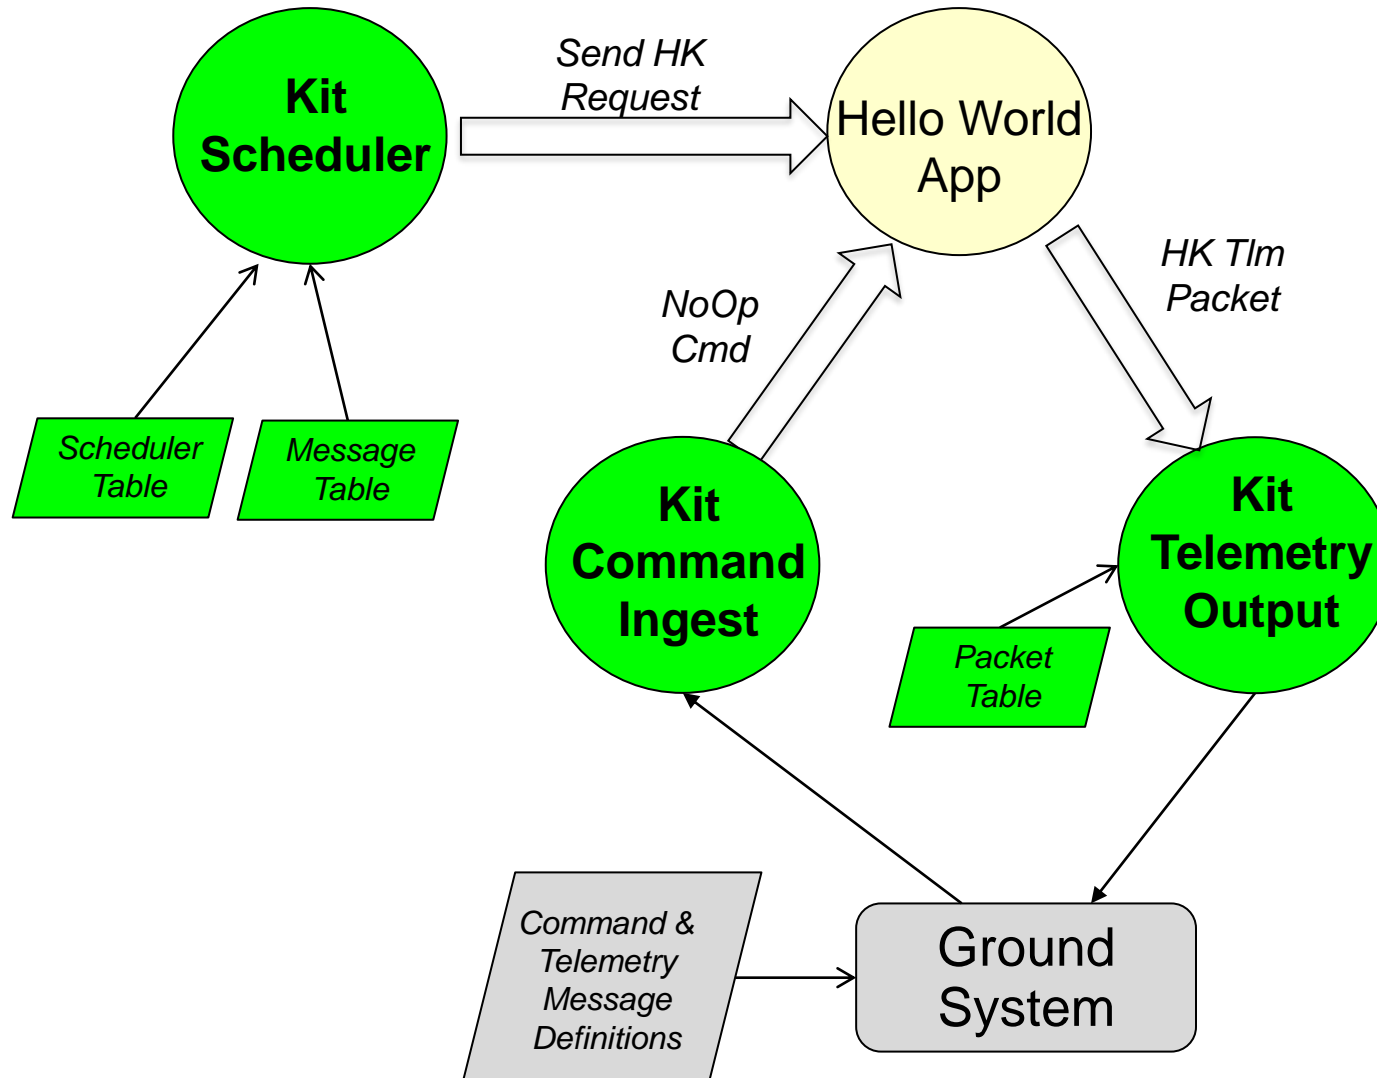 Send HK
Request
Kit
Scheduler
Hello World
App
HK Tlm
Packet
NoOp
Cmd
Scheduler
Table
Message
Table
Kit
Command
Ingest
Kit
Telemetry
Output
Packet
Table
Command &
Telemetry
Message
Definitions
Ground
System